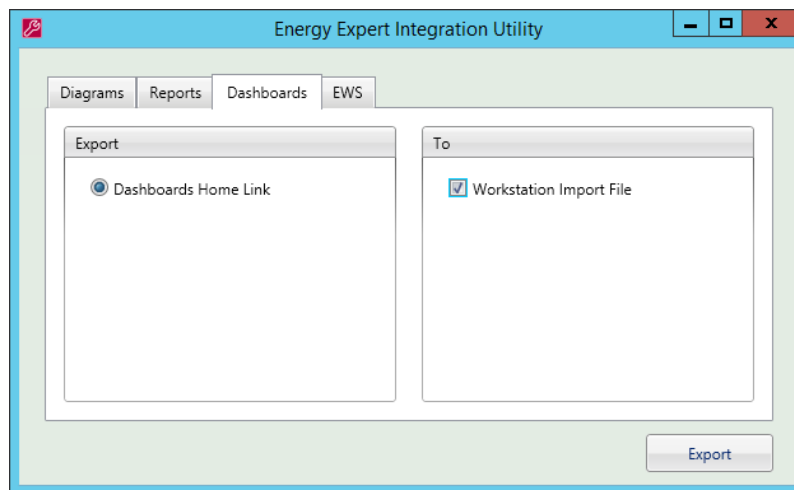 Energy Expert Integration Utility
Diagrams Reports Dashboards EWS
Export To
Dashboards Home Link Workstation Import File
Export